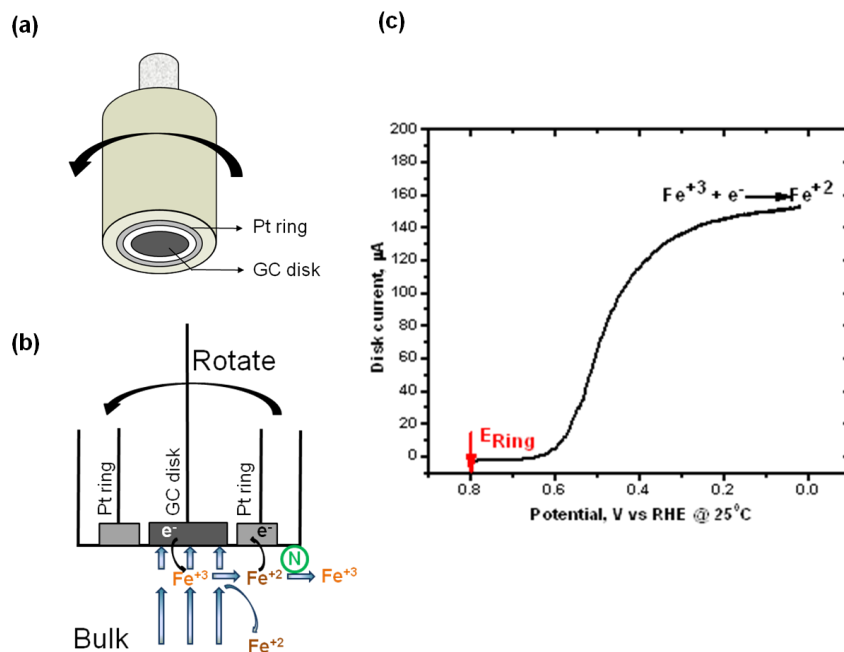 (a)
Pt ring
GC disk
(b)
Rotate
Pt ring
GC disk
Pt ring
e-
e-
N
Fe+3
Fe+2
Fe+3
Bulk
Fe+2
(c)
200
180
160
140
120
100
80
60
40
20
0
Disk current, µA
Fe+3 + e-
Fe+2
ERing
0.8
0.6
0.4
0.2
0.0
Potential, V vs RHE @ 25⁰C